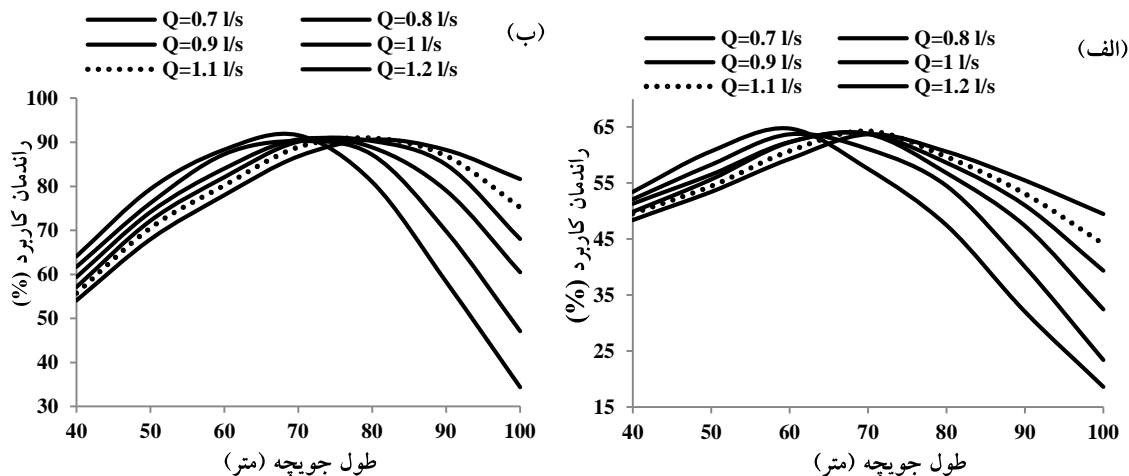 (الف)
Q=0.7 l/s Q=0.8 l/s
Q=0.9 l/s Q=1 l/s
Q=1.1 l/s Q=1.2 l/s
راندمان کاربرد (%)
65
55
45
35
25
15
40 50 60 70 80 90 100
طول جویچه (متر)
(ب)
Q=0.7 l/s Q=0.8 l/s
Q=0.9 l/s Q=1 l/s
Q=1.1 l/s Q=1.2 l/s
راندمان کاربرد (%)
100
90
80
70
60
50
40
30
40 50 60 70 80 90 100
طول جویچه (متر)